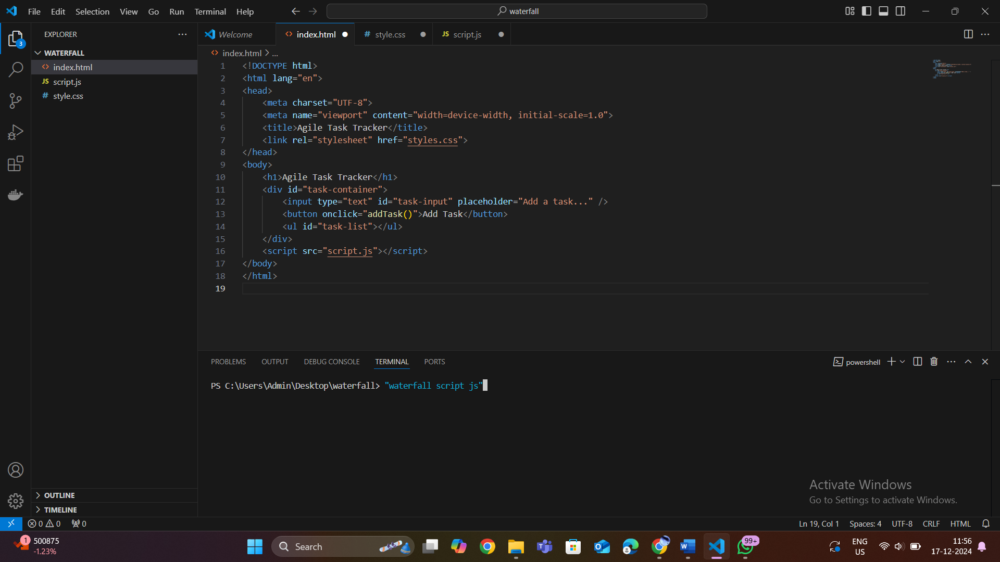 File Edit Selection View Go Run Terminal Help
waterfall
EXPLORER
3
WATERFALL
<> index.html
JS script.js
# style.css
OUTLINE
TIMELINE
Welcome
<> index.html
# style.css
JS script.js
<> index.html > ...
1 <!DOCTYPE html>
2 <html lang="en">
3 <head>
4 <meta charset="UTF-8">
5 <meta name="viewport" content="width=device-width, initial-scale=1.0">
6 <title>Agile Task Tracker</title>
7 <link rel="stylesheet" href="styles.css">
8 </head>
9 <body>
10 <h1>Agile Task Tracker</h1>
11 <div id="task-container">
12 <input type="text" id="task-input" placeholder="Add a task..." />
13 <button onclick="addTask()">Add Task</button>
14 <ul id="task-list"></ul>
15 </div>
16 <script src="script.js"></script>
17 </body>
18 </html>
19
PROBLEMS OUTPUT DEBUG CONSOLE TERMINAL PORTS
powershell
PS C:\Users\Admin\Desktop\waterfall> "waterfall script js"
Activate Windows
Go to Settings to activate Windows.
0 0 0
Ln 19, Col 1 Spaces: 4 UTF-8 CRLF HTML
1
500875
-1.23%
Search
99+
ENG
US
11:56
17-12-2024